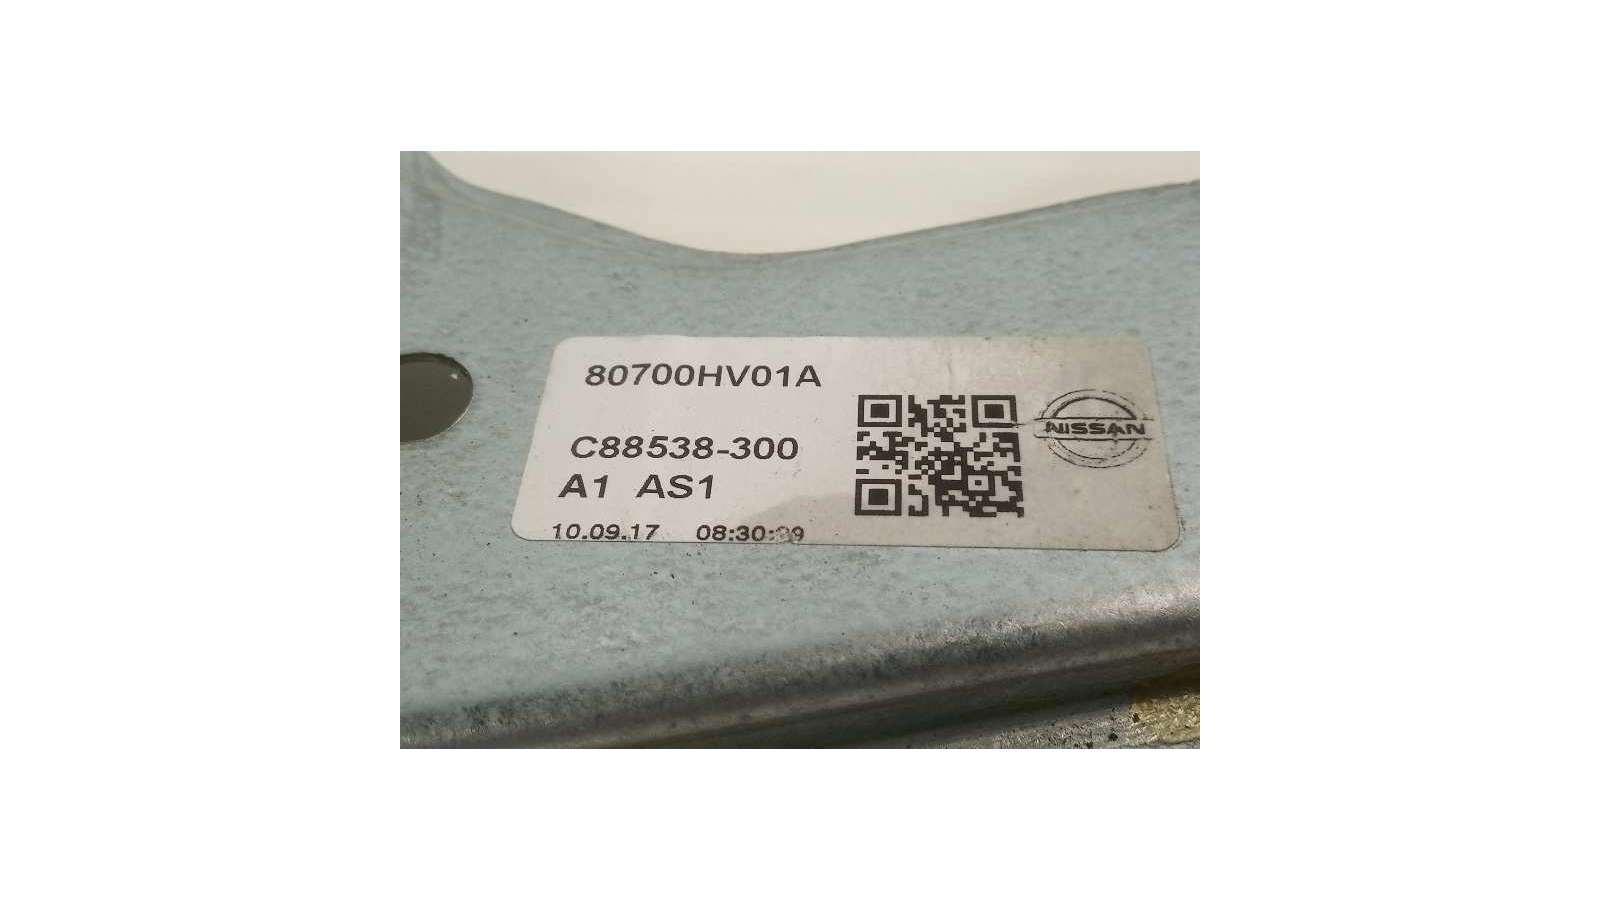 80700HV01A
C88538-300
A1 AS1
10.09.17
NISSAN